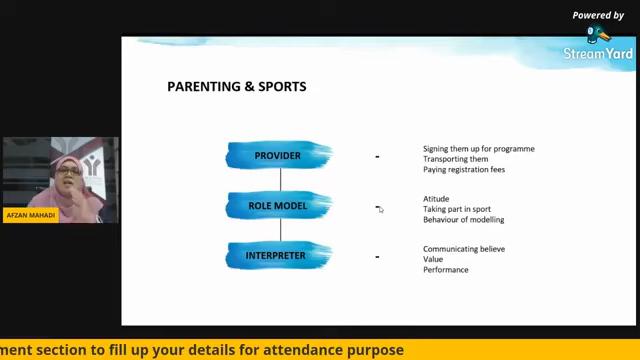 Powered by
StreamYard
PARENTING & SPORTS
PROVIDER
-
Signing them up for programme
Transporting them
Paying registration fees
ROLE MODEL
-
Atitude
Taking part in sport
Behaviour of modelling
INTERPRETER
-
Communicating believe
Value
Performance
AFZAN MAHADI
ment section to fill up your details for attendance purpose